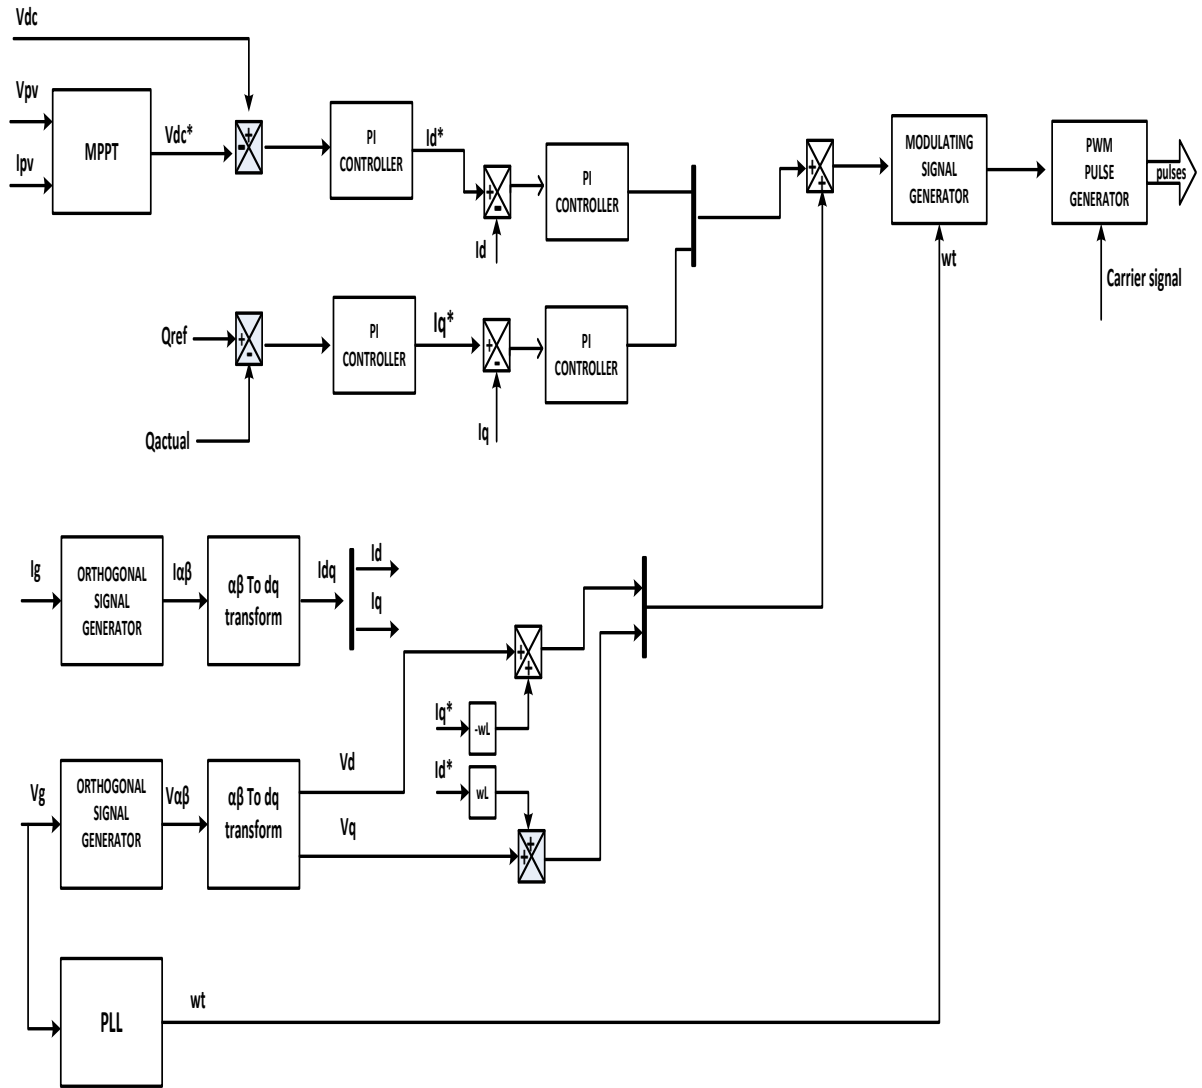 Vdc
Vpv
Ipv
MPPT
Vdc*
+
-
PI
CONTROLLER
Id*
+
-
Id
PI
CONTROLLER
+
+
MODULATING
SIGNAL
GENERATOR
wt
PWM
PULSE
GENERATOR
pulses
Carrier signal
Qref
+
-
Qactual
PI
CONTROLLER
Iq*
+
-
Iq
PI
CONTROLLER
Ig
ORTHOGONAL
SIGNAL
GENERATOR
Iαβ
αβ To dq
transform
Idq
Id
Iq
+
+
Iq*
-wL
Id*
wL
+
+
Vg
ORTHOGONAL
SIGNAL
GENERATOR
Vαβ
αβ To dq
transform
Vd
Vq
PLL
wt